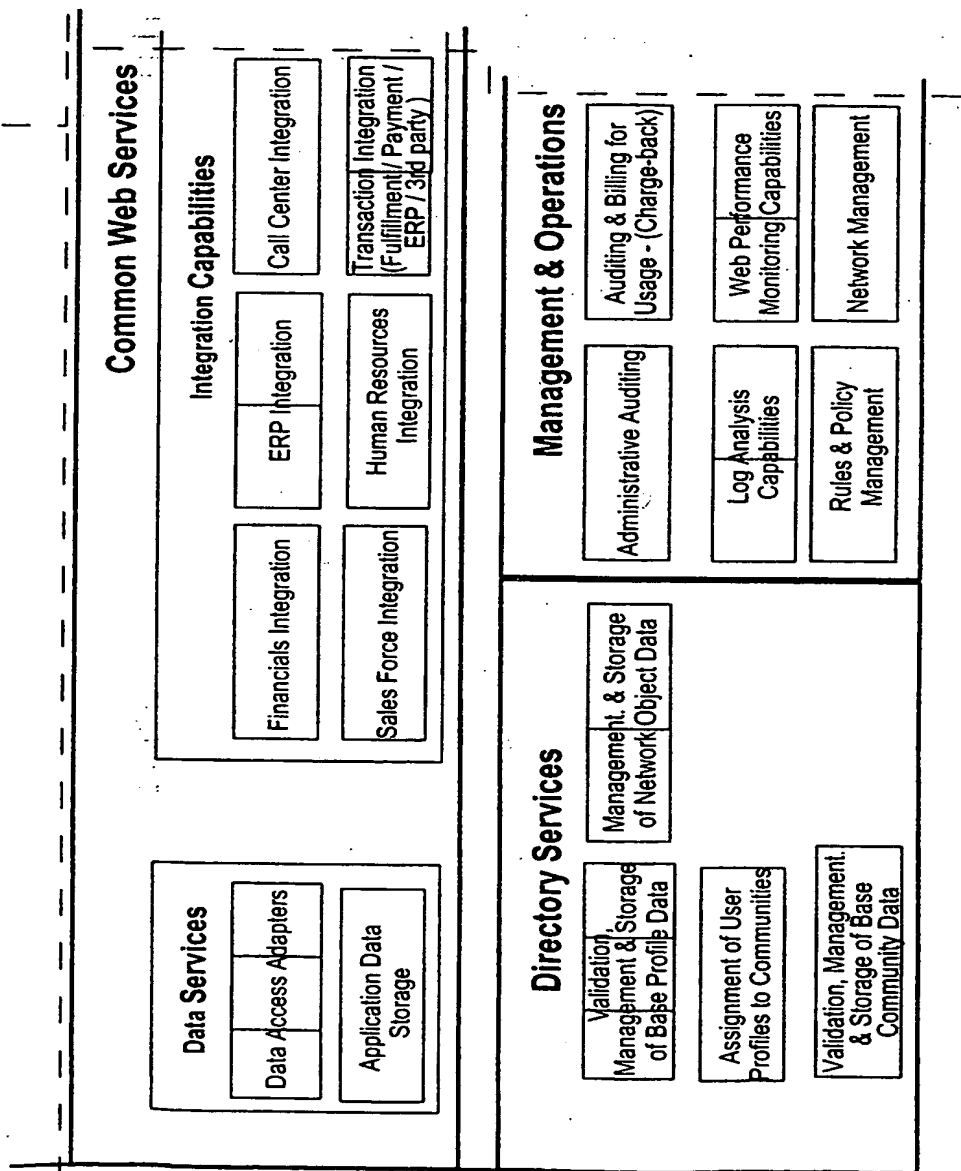 Common Web Services
Data Services
Data Access Adapters
Application Data
Storage
Integration Capabilities
Financials Integration
ERP Integration
Call Center Integration
Sales Force Integration
Human Resources
Integration
Transaction Integration
(Fulfillment / Payment /
ERP / 3rd party )
Directory Services
Validation,
Management & Storage
of Base Profile Data
Management. & Storage
of Network Object Data
Assignment of User
Profiles to Communities
Validation, Management.
& Storage of Base
Community Data
Management & Operations
Administrative Auditing
Auditing & Billing for
Usage - (Charge-back)
Log Analysis
Capabilities
Web Performance
Monitoring Capabilities
Rules & Policy
Management
Network Management